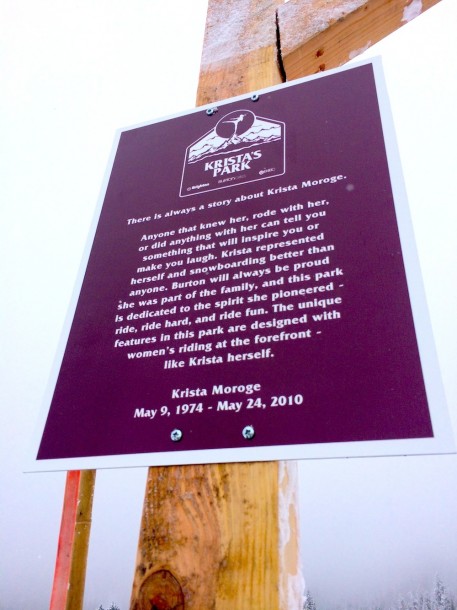 KRISTA'S
PARK
Brighton
BURTON
There is always a story about Krista Moroge.
Anyone that knew her, rode with her,
or did anything with her can tell you
something that will inspire you or
make you laugh. Krista represented
herself and snowboarding better than
anyone. Burton will always be proud
she was part of the family, and this park
is dedicated to the spirit she pioneered -
ride, ride hard, and ride fun. The unique
features in this park are designed with
women's riding at the forefront -
like Krista herself.
Krista Moroge
May 9, 1974 - May 24, 2010